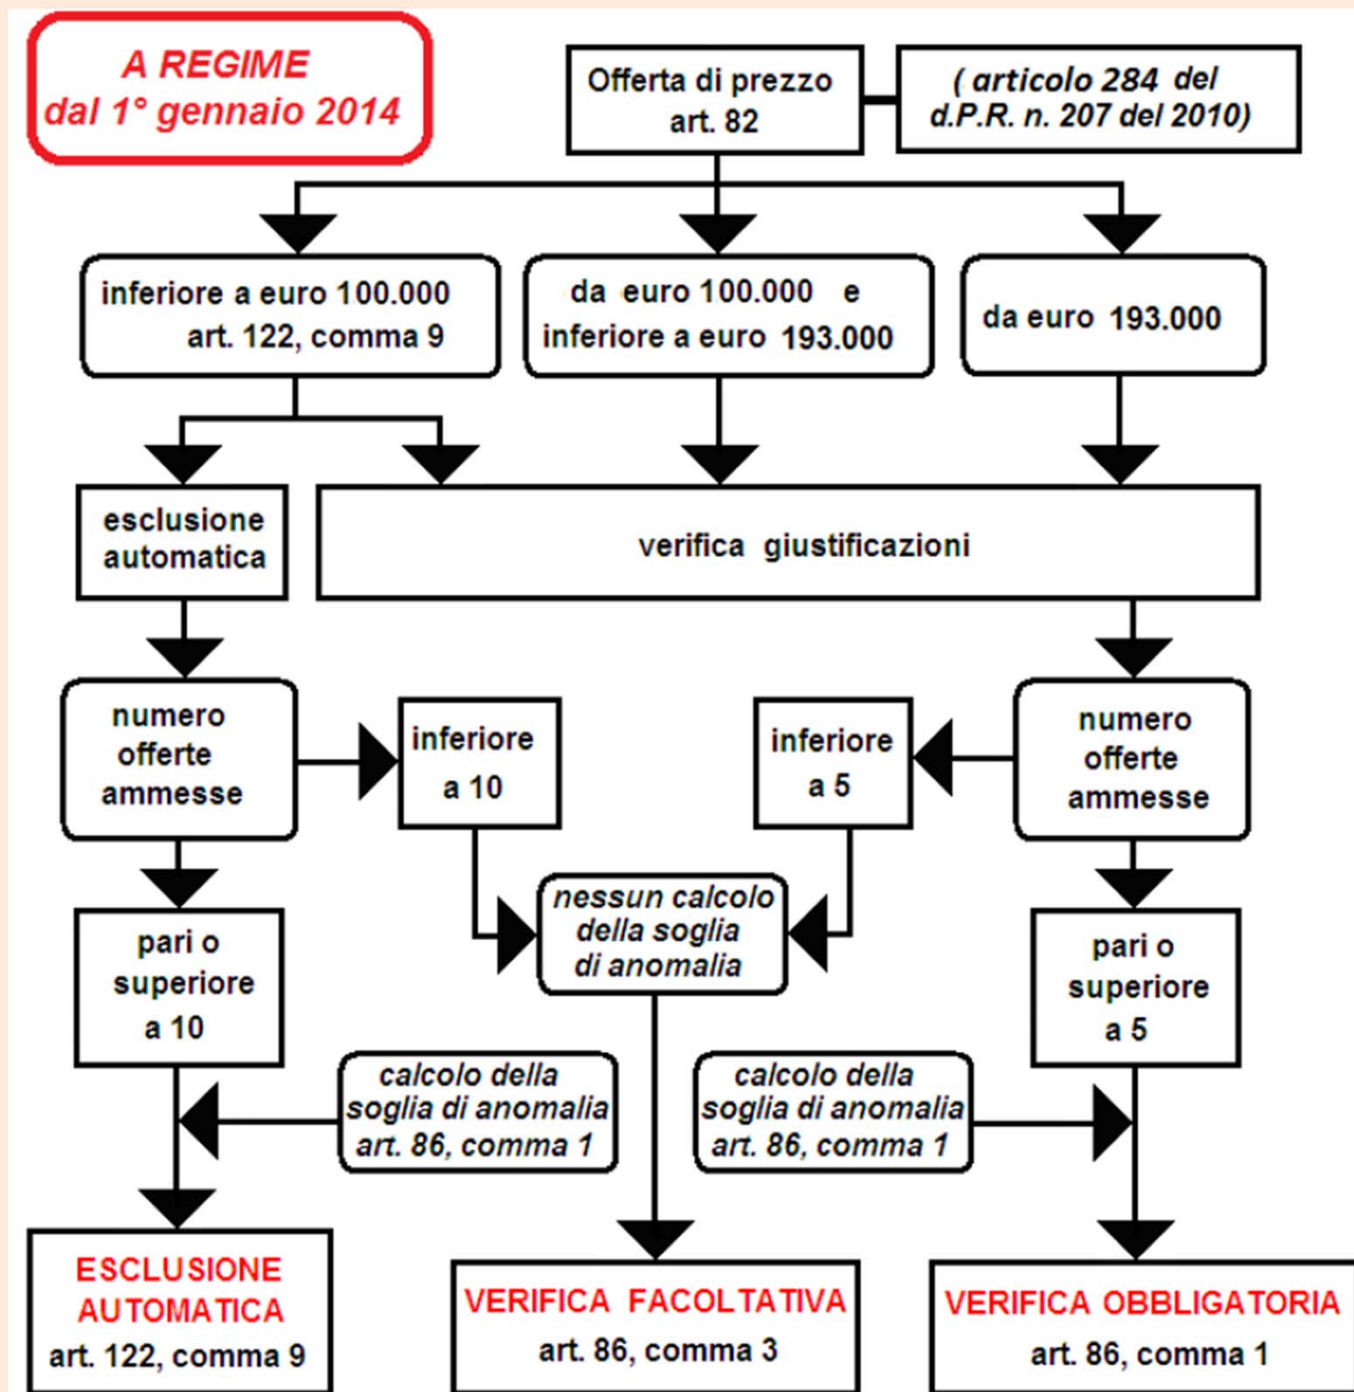 A REGIME
dal 1° gennaio 2014
Offerta di prezzo
art. 82
( articolo 284 del
d.P.R. n. 207 del 2010)
inferiore a euro 100.000
art. 122, comma 9
da euro 100.000 e
inferiore a euro 193.000
da euro 193.000
esclusione
automatica
verifica giustificazioni
numero
offerte
ammesse
inferiore
a 10
inferiore
a 5
numero
offerte
ammesse
nessun calcolo
della soglia
di anomalia
pari o
superiore
a 10
pari o
superiore
a 5
calcolo della
soglia di anomalia
art. 86, comma 1
calcolo della
soglia di anomalia
art. 86, comma 1
ESCLUSIONE
AUTOMATICA
art. 122, comma 9
VERIFICA FACOLTATIVA
art. 86, comma 3
VERIFICA OBBLIGATORIA
art. 86, comma 1